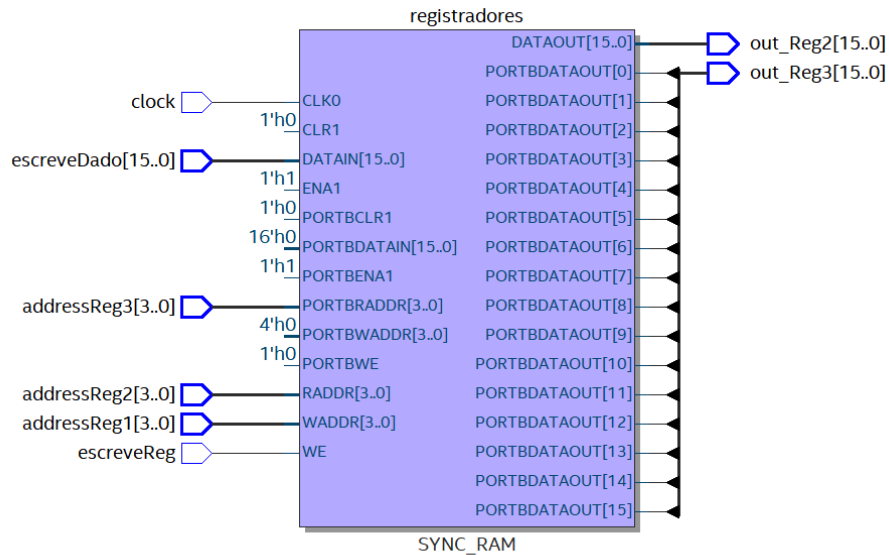 registradores
DATAOUT[15..0]
out_Reg2[15..0]
PORTBDATAOUT[0]
out_Reg3[15..0]
clock
CLK0
PORTBDATAOUT[1]
1'h0
CLR1
PORTBDATAOUT[2]
escreveDado[15..0]
DATAIN[15..0]
PORTBDATAOUT[3]
1'h1
ENA1
PORTBDATAOUT[4]
1'h0
PORTBCLR1
PORTBDATAOUT[5]
16'h0
PORTBDATAIN[15..0]
PORTBDATAOUT[6]
1'h1
PORTBENA1
PORTBDATAOUT[7]
addressReg3[3..0]
PORTBRADDR[3..0]
PORTBDATAOUT[8]
4'h0
PORTBWADDR[3..0]
PORTBDATAOUT[9]
1'h0
PORTBWE
PORTBDATAOUT[10]
addressReg2[3..0]
RADDR[3..0]
PORTBDATAOUT[11]
addressReg1[3..0]
WADDR[3..0]
PORTBDATAOUT[12]
escreveReg
WE
PORTBDATAOUT[13]
PORTBDATAOUT[14]
PORTBDATAOUT[15]
SYNC_RAM